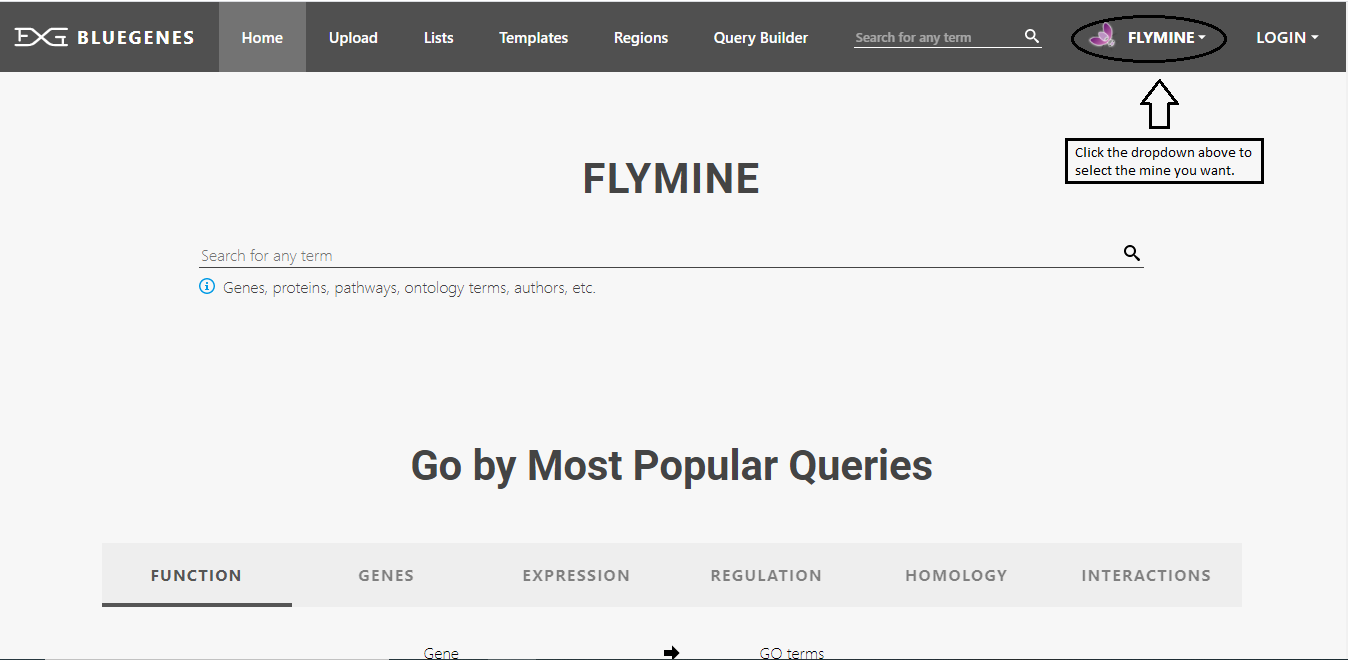 BLUEGENES Home Upload Lists Templates Regions Query Builder Search for any term FLYMINE LOGIN
Click the dropdown above to
select the mine you want.
FLYMINE
Search for any term
Genes, proteins, pathways, ontology terms, authors, etc.
Go by Most Popular Queries
FUNCTION GENES EXPRESSION REGULATION HOMOLOGY INTERACTIONS
Gene GO terms